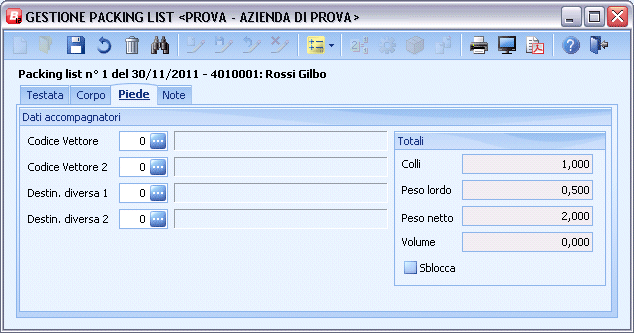 GESTIONE PACKING LIST <PROVA - AZIENDA DI PROVA>
Packing list n° 1 del 30/11/2011 - 4010001: Rossi Gilbo
Testata Corpo Piede Note
Dati accompagnatori
Codice Vettore 0 ...
Codice Vettore 2 0 ...
Destin. diversa 1 0 ...
Destin. diversa 2 0 ...
Totali
Colli 1,000
Peso lordo 0,500
Peso netto 2,000
Volume 0,000
Sblocca